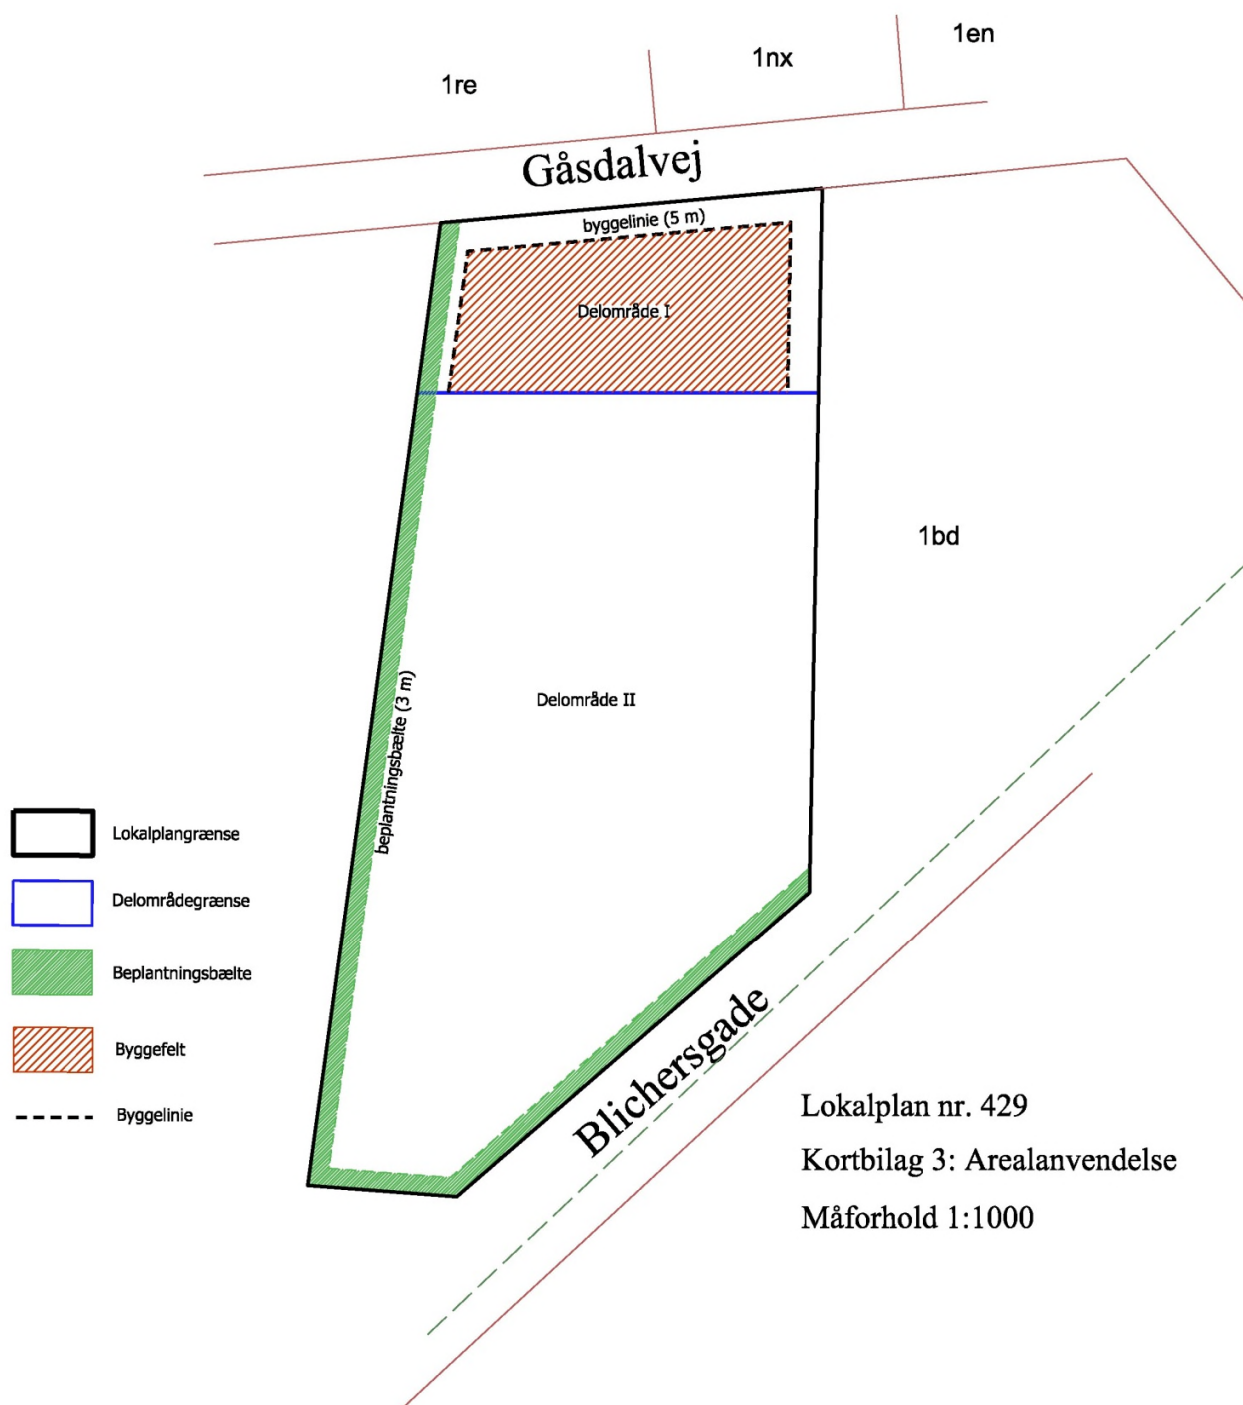 1en
1nx
1re
Gåsdalvej
byggelinie (5 m)
Delområde I
1bd
Delområde II
beplantningsbælte (3 m)
Lokalplangrænse
Delområdegrænse
Beplantningsbælte
Byggefelt
Byggelinie
Blichersgade
Lokalplan nr. 429
Kortbilag 3: Arealanvendelse
Måforhold 1:1000